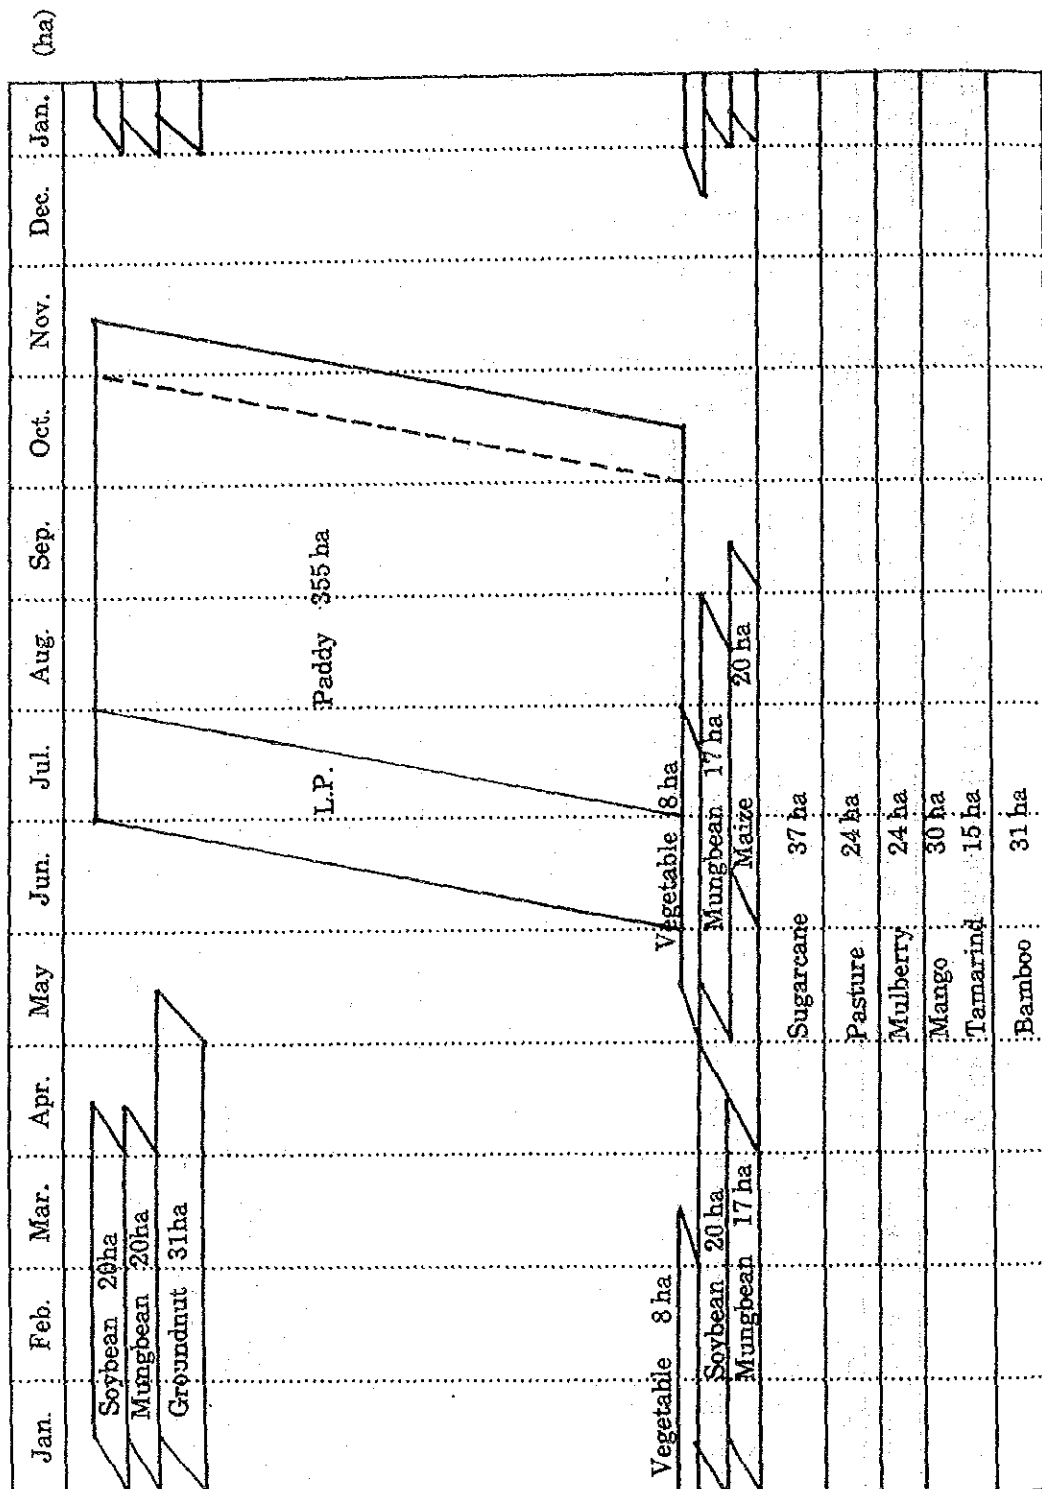 (ha)
Jan. Feb. Mar. Apr. May Jun. Jul. Aug. Sep. Oct. Nov. Dec. Jan.
Soybean 20ha
Mungbean 20ha
Groundnut 31ha
L.P. Paddy 355 ha
Vegetable 8 ha
Vegetable 8 ha
Soybean 20 ha
Mungbean 17 ha
Mungbean 17 ha
Maize 20 ha
Sugarcane 37 ha
Pasture 24 ha
Mulberry 24 ha
Mango 30 ha
Tamarind 15 ha
Bamboo 31 ha